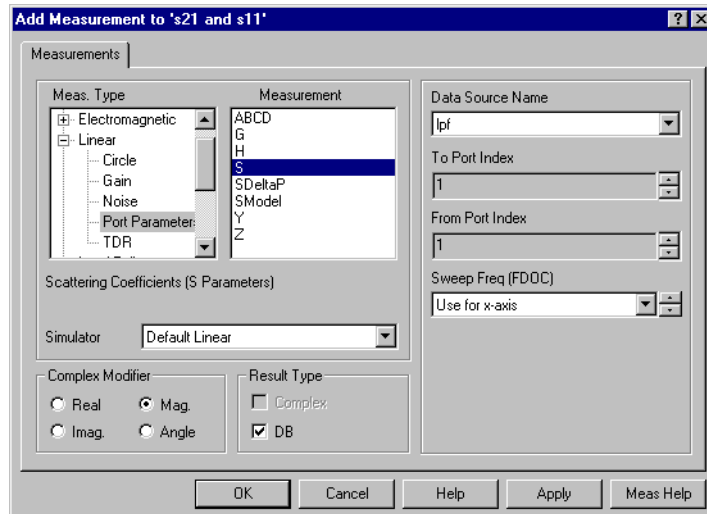 Add Measurement to 's21 and s11'
Measurements
Meas. Type
Electromagnetic
Linear
Circle
Gain
Noise
Port Parameter
TDR
Measurement
ABCD
G
H
S
SDeltaP
SModel
Y
Z
Scattering Coefficients (S Parameters)
Simulator
Default Linear
Complex Modifier
Real
Mag.
Imag.
Angle
Result Type
Complex
DB
Data Source Name
lpf
To Port Index
1
From Port Index
1
Sweep Freq (FDOC)
Use for x-axis
OK
Cancel
Help
Apply
Meas Help